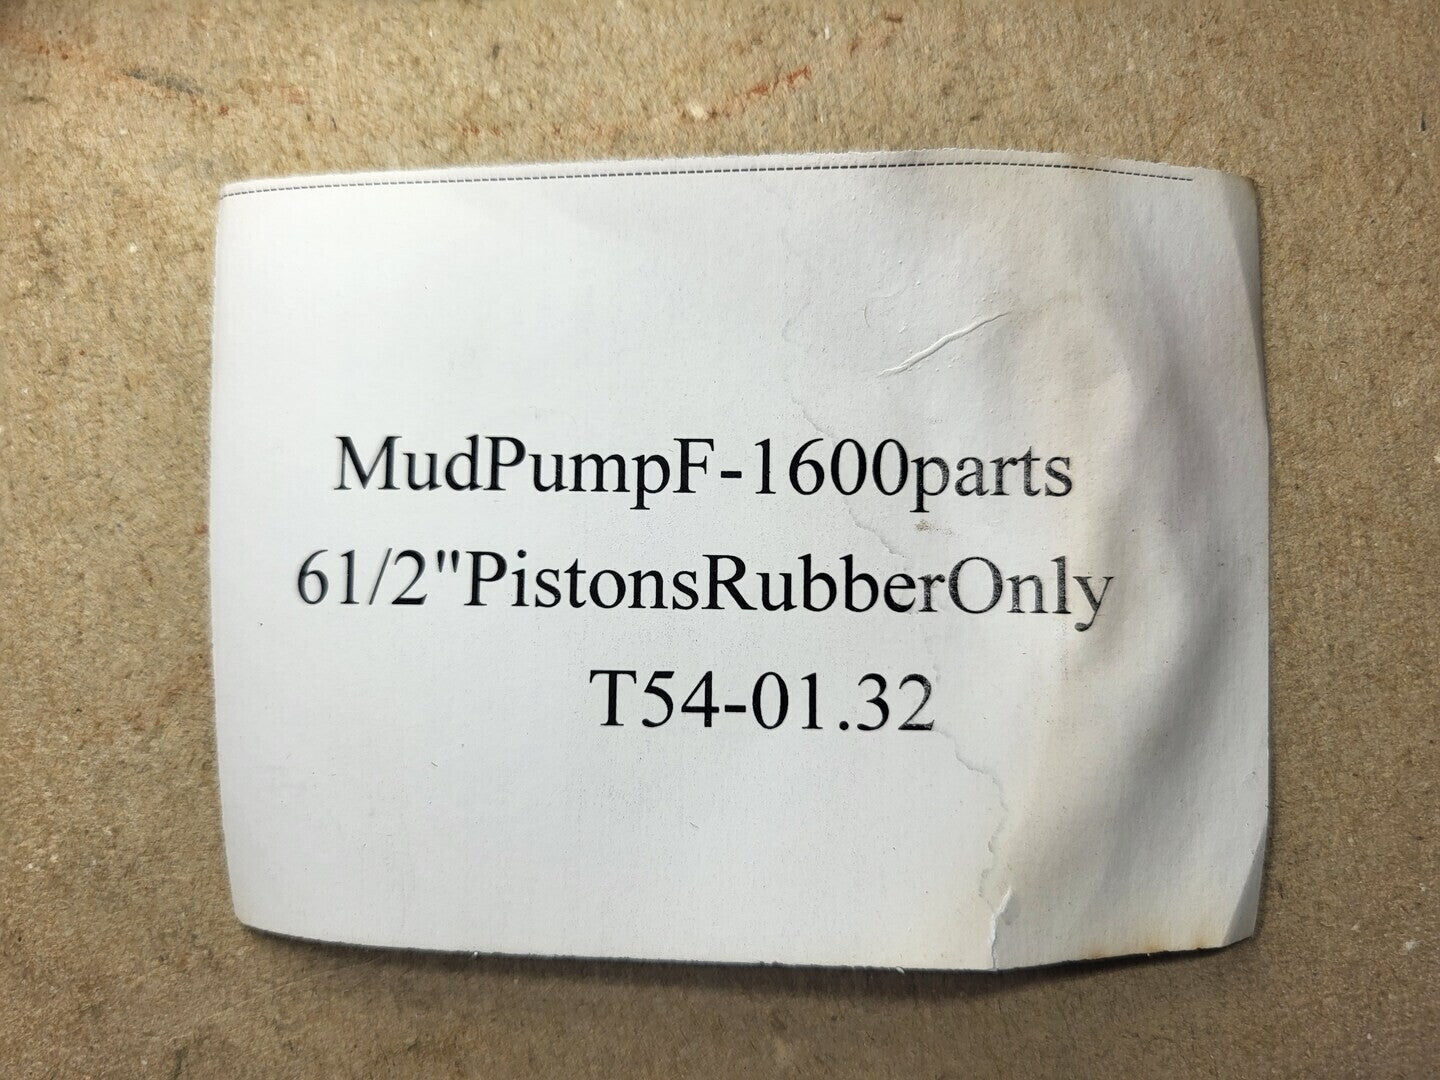 MudPumpF-1600parts
61/2"PistonsRubberOnly
T54-01.32